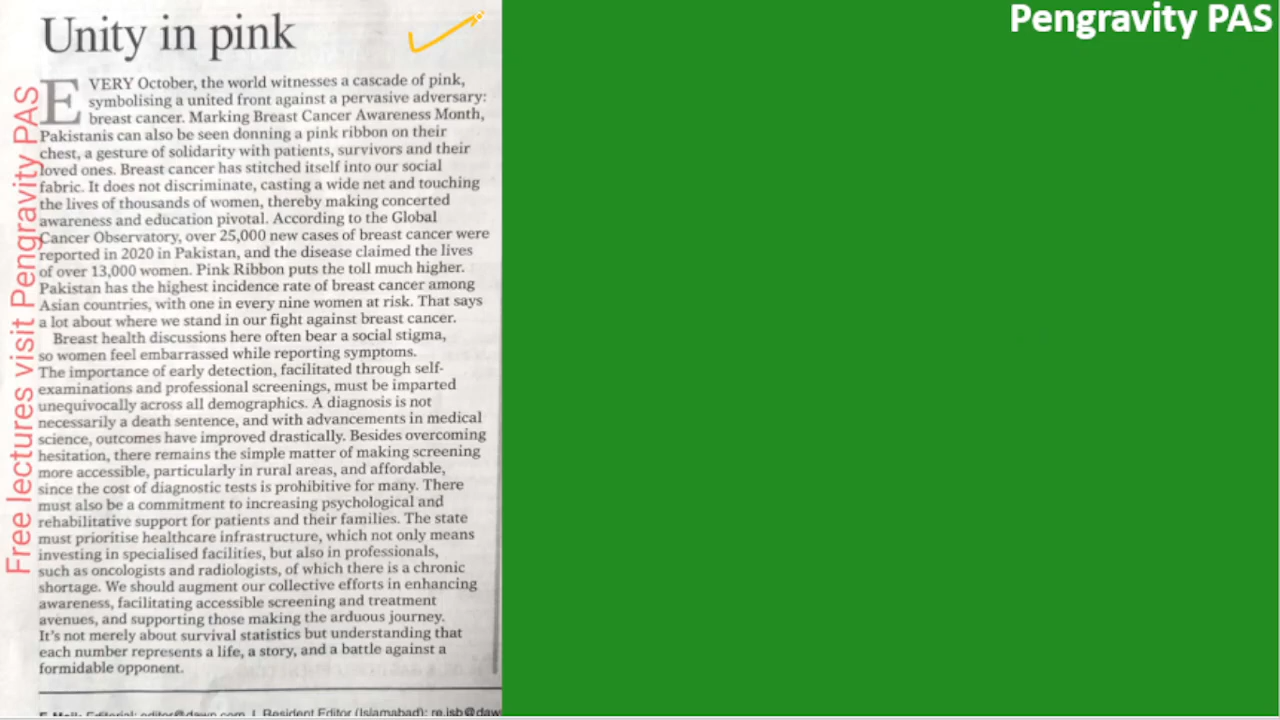 Pengravity PAS
Free lectures visit Pengravity PAS
Unity in pink
EVERY October, the world witnesses a cascade of pink,
symbolising a united front against a pervasive adversary:
breast cancer. Marking Breast Cancer Awareness Month,
Pakistanis can also be seen donning a pink ribbon on their
chest, a gesture of solidarity with patients, survivors and their
loved ones. Breast cancer has stitched itself into our social
fabric. It does not discriminate, casting a wide net and touching
the lives of thousands of women, thereby making concerted
awareness and education pivotal. According to the Global
Cancer Observatory, over 25,000 new cases of breast cancer were
reported in 2020 in Pakistan, and the disease claimed the lives
of over 13,000 women. Pink Ribbon puts the toll much higher.
Pakistan has the highest incidence rate of breast cancer among
Asian countries, with one in every nine women at risk. That says
a lot about where we stand in our fight against breast cancer.
Breast health discussions here often bear a social stigma,
so women feel embarrassed while reporting symptoms.
The importance of early detection, facilitated through self-
examinations and professional screenings, must be imparted
unequivocally across all demographics. A diagnosis is not
necessarily a death sentence, and with advancements in medical
science, outcomes have improved drastically. Besides overcoming
hesitation, there remains the simple matter of making screening
more accessible, particularly in rural areas, and affordable,
since the cost of diagnostic tests is prohibitive for many. There
must also be a commitment to increasing psychological and
rehabilitative support for patients and their families. The state
must prioritise healthcare infrastructure, which not only means
investing in specialised facilities, but also in professionals,
such as oncologists and radiologists, of which there is a chronic
shortage. We should augment our collective efforts in enhancing
awareness, facilitating accessible screening and treatment
avenues, and supporting those making the arduous journey.
It's not merely about survival statistics but understanding that
each number represents a life, a story, and a battle against a
formidable opponent.
E-Mail: Editorial: editor@dawn.com | Resident Editor (Islamabad): re.isb@daw